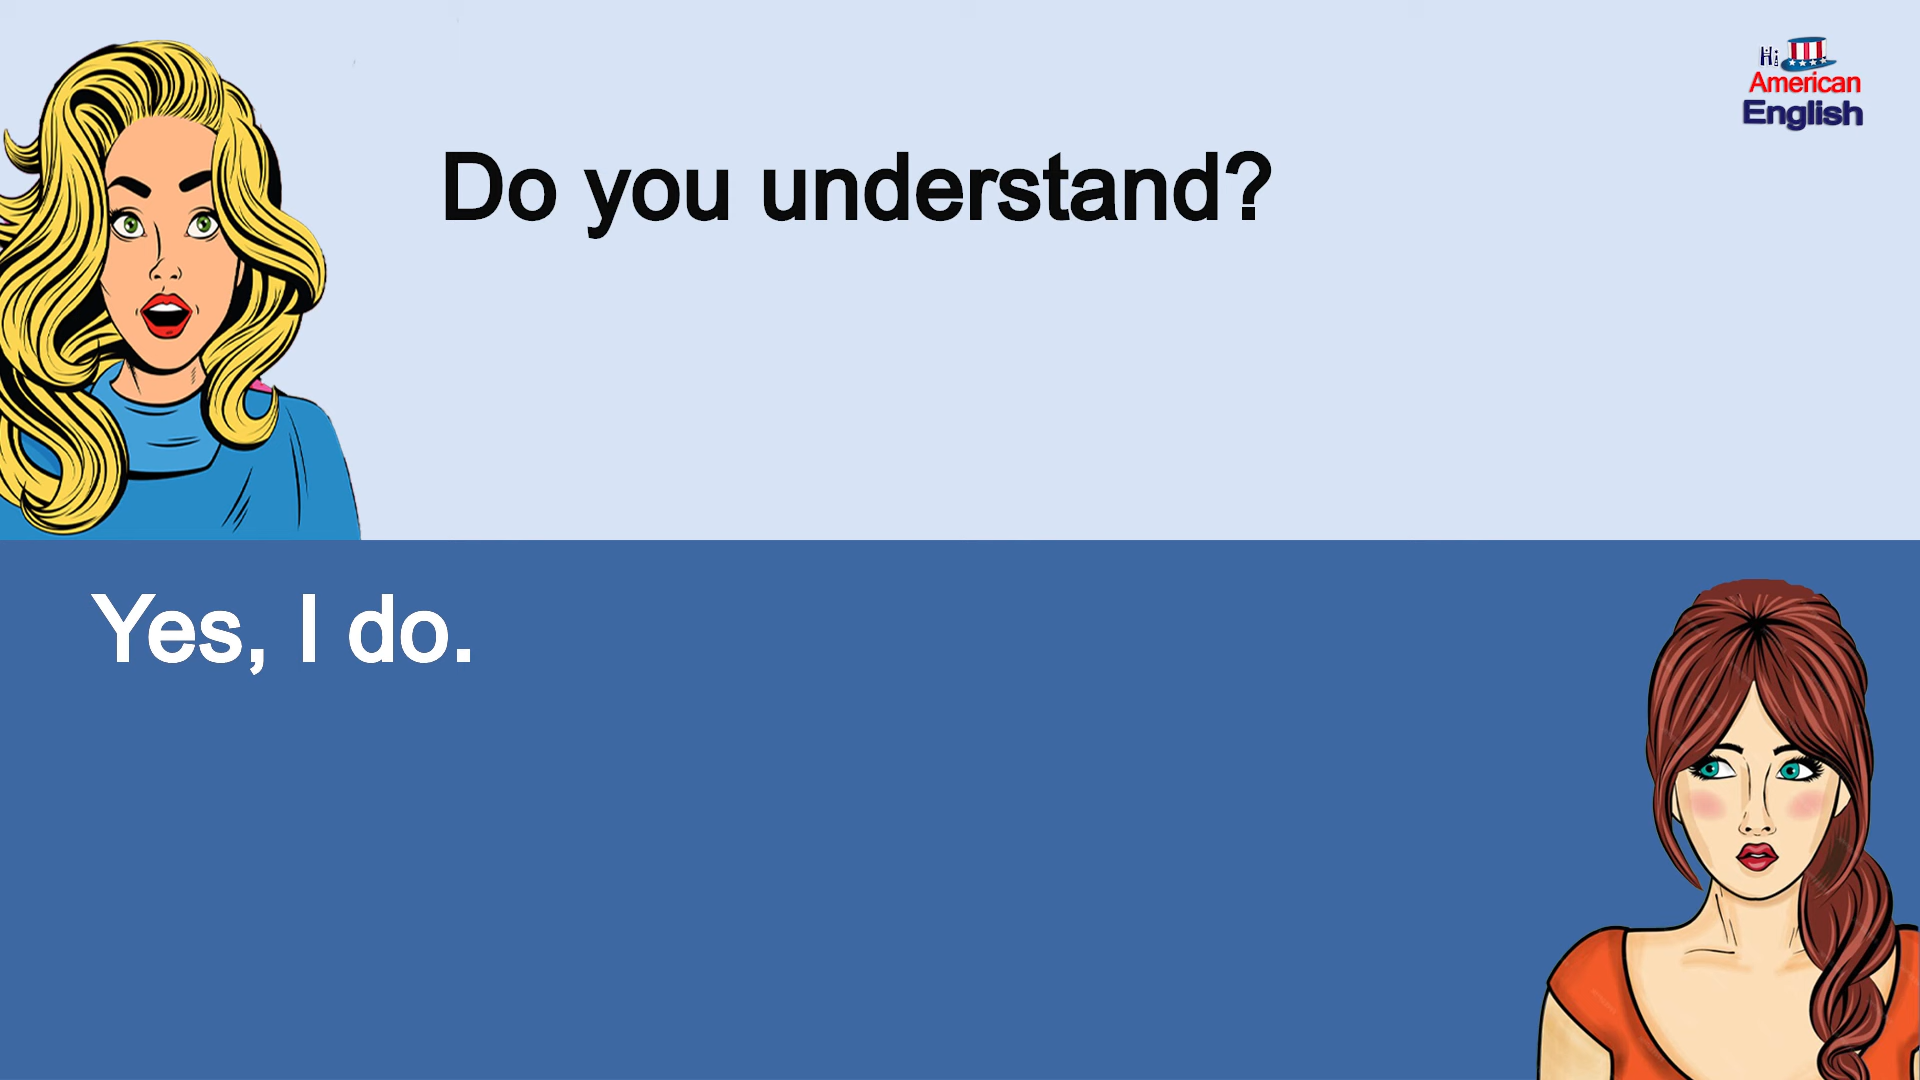 Hi
American
English
Do you understand?
Yes, I do.